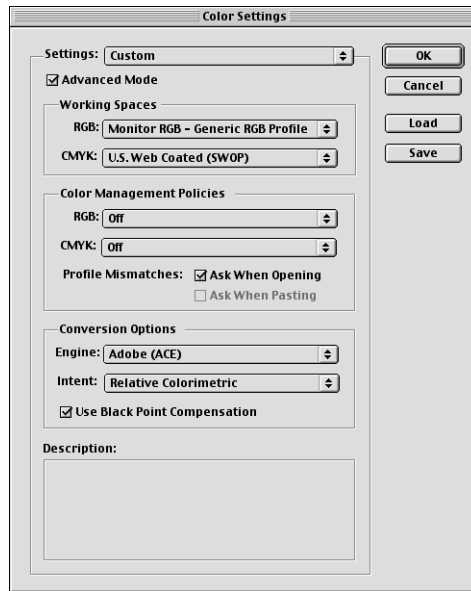 Color Settings
Settings: Custom
OK
Advanced Mode
Cancel
Working Spaces
RGB: Monitor RGB - Generic RGB Profile
Load
CMYK: U.S. Web Coated (SWOP)
Save
Color Management Policies
RGB: Off
CMYK: Off
Profile Mismatches: Ask When Opening
Ask When Pasting
Conversion Options
Engine: Adobe (ACE)
Intent: Relative Colorimetric
Use Black Point Compensation
Description: